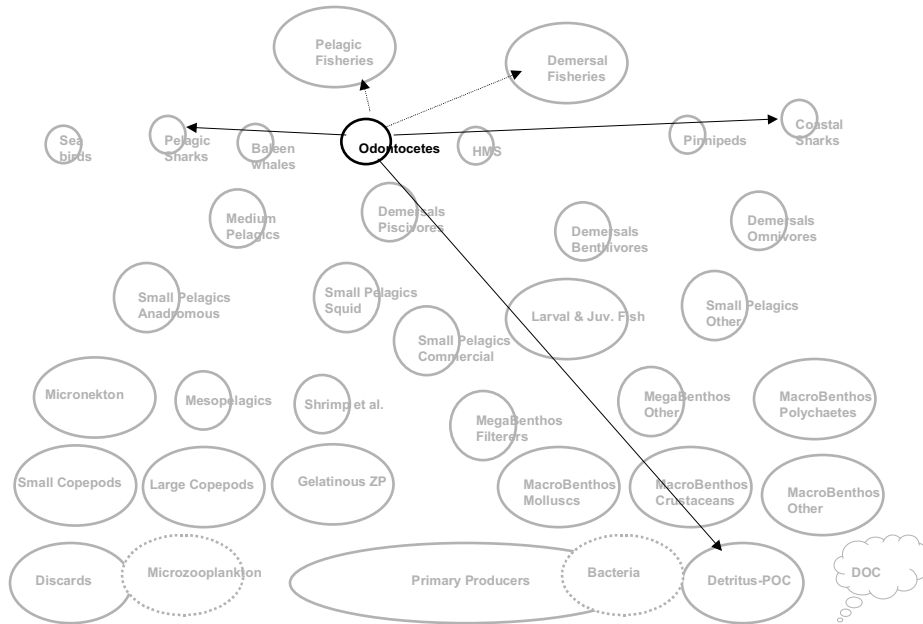 Pelagic
Fisheries
Demersal
Fisheries
Sea
birds
Pelagic
Sharks
Baleen
whales
Odontocetes
HMS
Pinnipeds
Coastal
Sharks
Medium
Pelagics
Demersals
Piscivores
Demersals
Benthivores
Demersals
Omnivores
Small Pelagics
Anadromous
Small Pelagics
Squid
Small Pelagics
Commercial
Larval & Juv. Fish
Small Pelagics
Other
Micronekton
Mesopelagics
Shrimp et al.
MegaBenthos
Filterers
MegaBenthos
Other
MacroBenthos
Polychaetes
Small Copepods
Large Copepods
Gelatinous ZP
MacroBenthos
Molluscs
MacroBenthos
Crustaceans
MacroBenthos
Other
Discards
Microzooplankton
Primary Producers
Bacteria
Detritus-POC
DOC